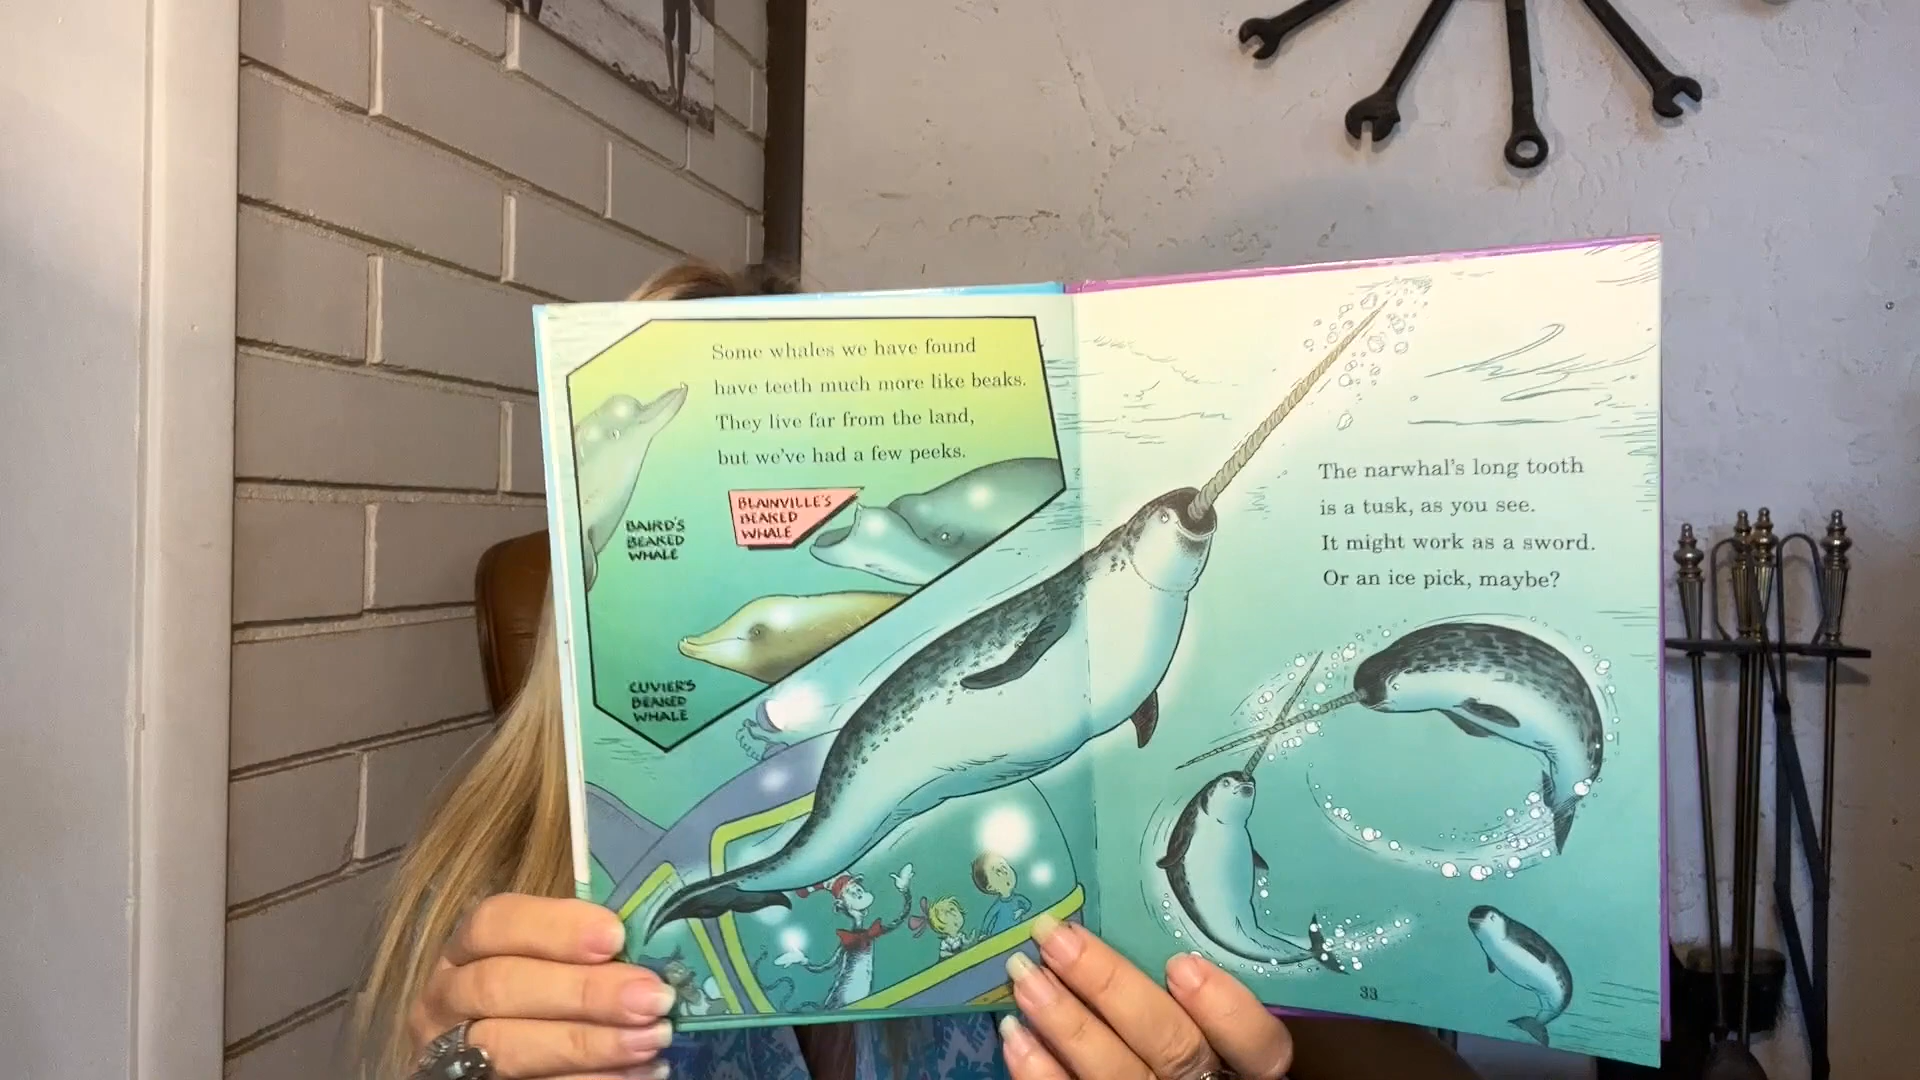 Some whales we have found
have teeth much more like beaks.
They live far from the land,
but we've had a few peeks.
BAIRD'S
BEAKED
WHALE
BLAINVILLE'S
BEAKED
WHALE
CUVIER'S
BEAKED
WHALE
The narwhal's long tooth
is a tusk, as you see.
It might work as a sword.
Or an ice pick, maybe?
33